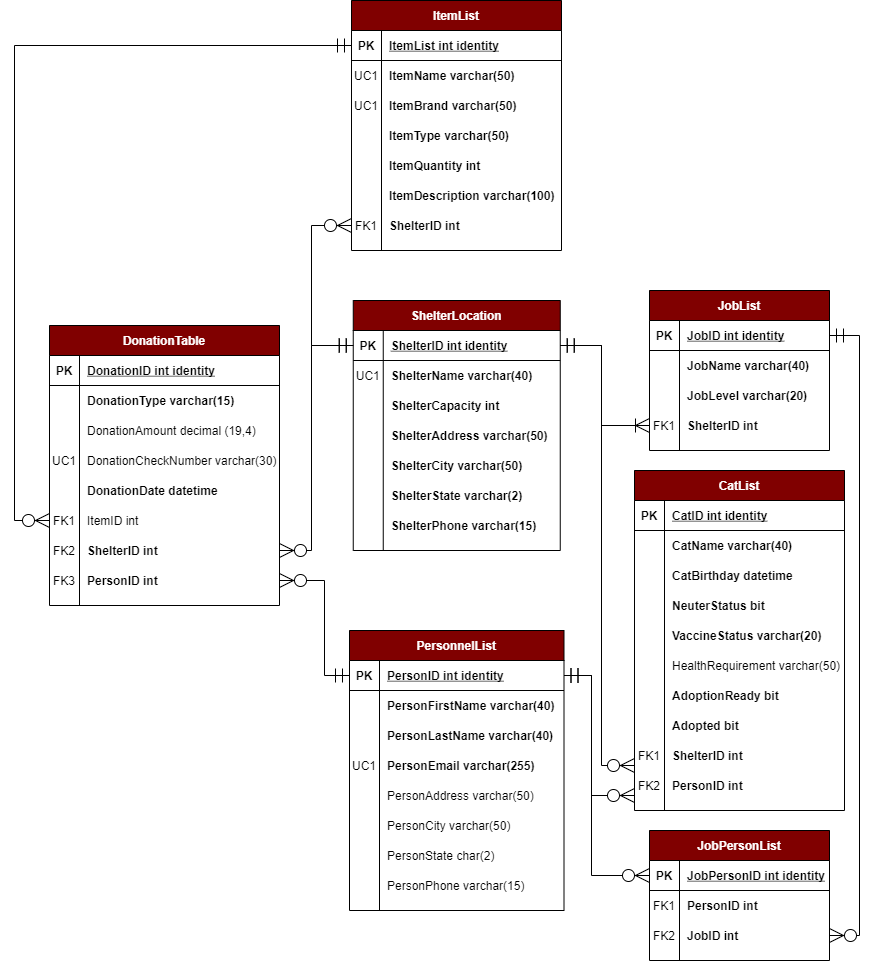 ItemList
PK ItemList int identity
UC1 ItemName varchar(50)
UC1 ItemBrand varchar(50)
ItemType varchar(50)
ItemQuantity int
ItemDescription varchar(100)
FK1 ShelterID int
ShelterLocation
PK ShelterID int identity
UC1 ShelterName varchar(40)
ShelterCapacity int
ShelterAddress varchar(50)
ShelterCity varchar(50)
ShelterState varchar(2)
ShelterPhone varchar(15)
JobList
PK JobID int identity
JobName varchar(40)
JobLevel varchar(20)
FK1 ShelterID int
DonationTable
PK DonationID int identity
DonationType varchar(15)
DonationAmount decimal (19,4)
UC1 DonationCheckNumber varchar(30)
DonationDate datetime
FK1 ItemID int
FK2 ShelterID int
FK3 PersonID int
CatList
PK CatID int identity
CatName varchar(40)
CatBirthday datetime
NeuterStatus bit
VaccineStatus varchar(20)
HealthRequirement varchar(50)
AdoptionReady bit
Adopted bit
FK1 ShelterID int
FK2 PersonID int
PersonnelList
PK PersonID int identity
PersonFirstName varchar(40)
PersonLastName varchar(40)
UC1 PersonEmail varchar(255)
PersonAddress varchar(50)
PersonCity varchar(50)
PersonState char(2)
PersonPhone varchar(15)
JobPersonList
PK JobPersonID int identity
FK1 PersonID int
FK2 JobID int